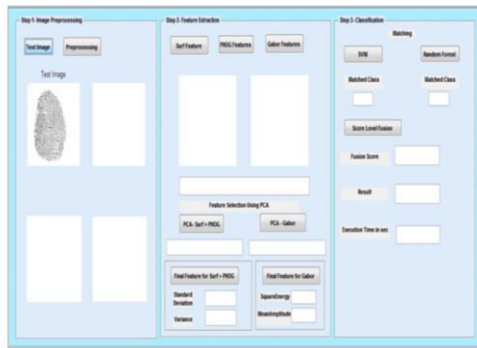 Step 1- Image Preprocessing
Test Image
Preprocessing
Test Image
Step 2- Feature Extraction
Surf Feature
PHOG Features
Gabor Features
Feature Selection Using PCA
PCA- Surf + PHOG
PCA - Gabor
Final Feature for Surf + PHOG
Standard
Deviation
Variance
Final Feature for Gabor
SquareEnergy
MeanAmplitude
Step 3- Classification
Matching
SVM
Random Forest
Matched Class
Matched Class
Score Level Fusion
Fusion Score
Result
Execution Time in sec